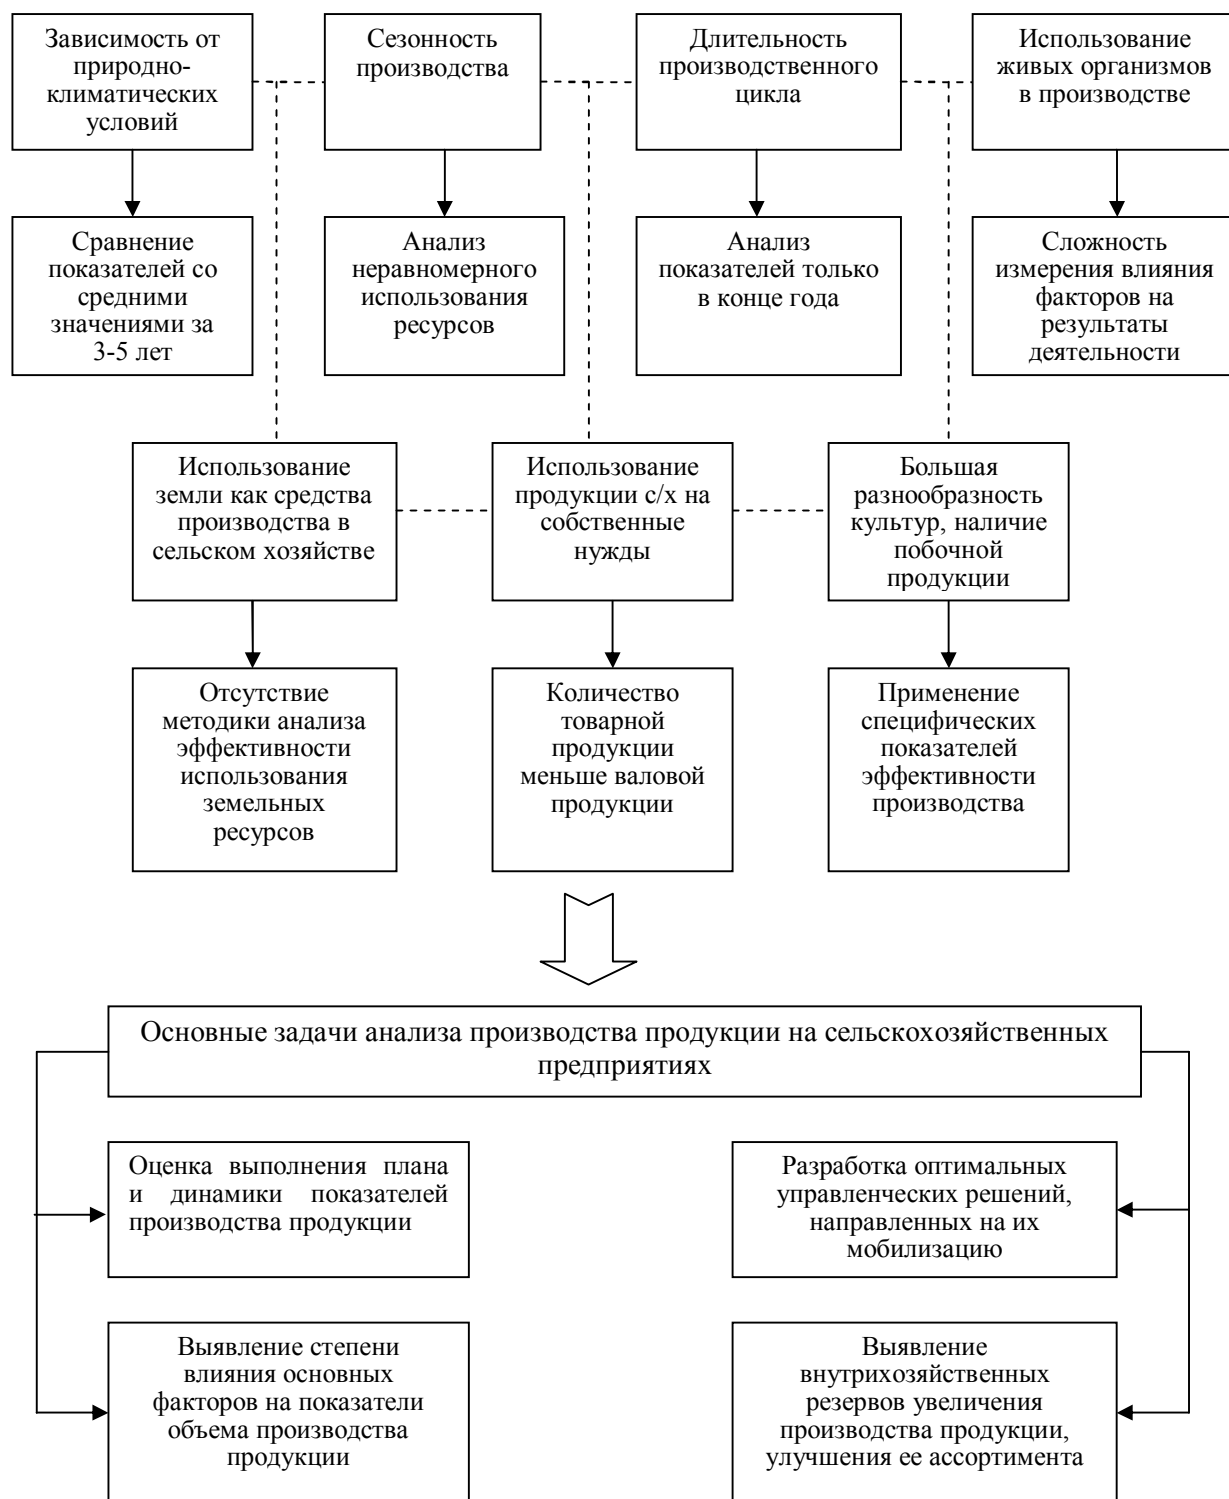 Зависимость от
природно-
климатических
условий
Сезонность
производства
Длительность
производственного
цикла
Использование
живых организмов
в производстве
Сравнение
показателей со
средними
значениями за
3-5 лет
Анализ
неравномерного
использования
ресурсов
Анализ
показателей только
в конце года
Сложность
измерения влияния
факторов на
результаты
деятельности
Использование
земли как средства
производства в
сельском хозяйстве
Использование
продукции с/х на
собственные
нужды
Большая
разнообразность
культур, наличие
побочной
продукции
Отсутствие
методики анализа
эффективности
использования
земельных
ресурсов
Количество
товарной
продукции
меньше валовой
продукции
Применение
специфических
показателей
эффективности
производства
Основные задачи анализа производства продукции на сельскохозяйственных
предприятиях
Оценка выполнения плана
и динамики показателей
производства продукции
Разработка оптимальных
управленческих решений,
направленных на их
мобилизацию
Выявление степени
влияния основных
факторов на показатели
объема производства
продукции
Выявление
внутрихозяйственных
резервов увеличения
производства продукции,
улучшения ее ассортимента